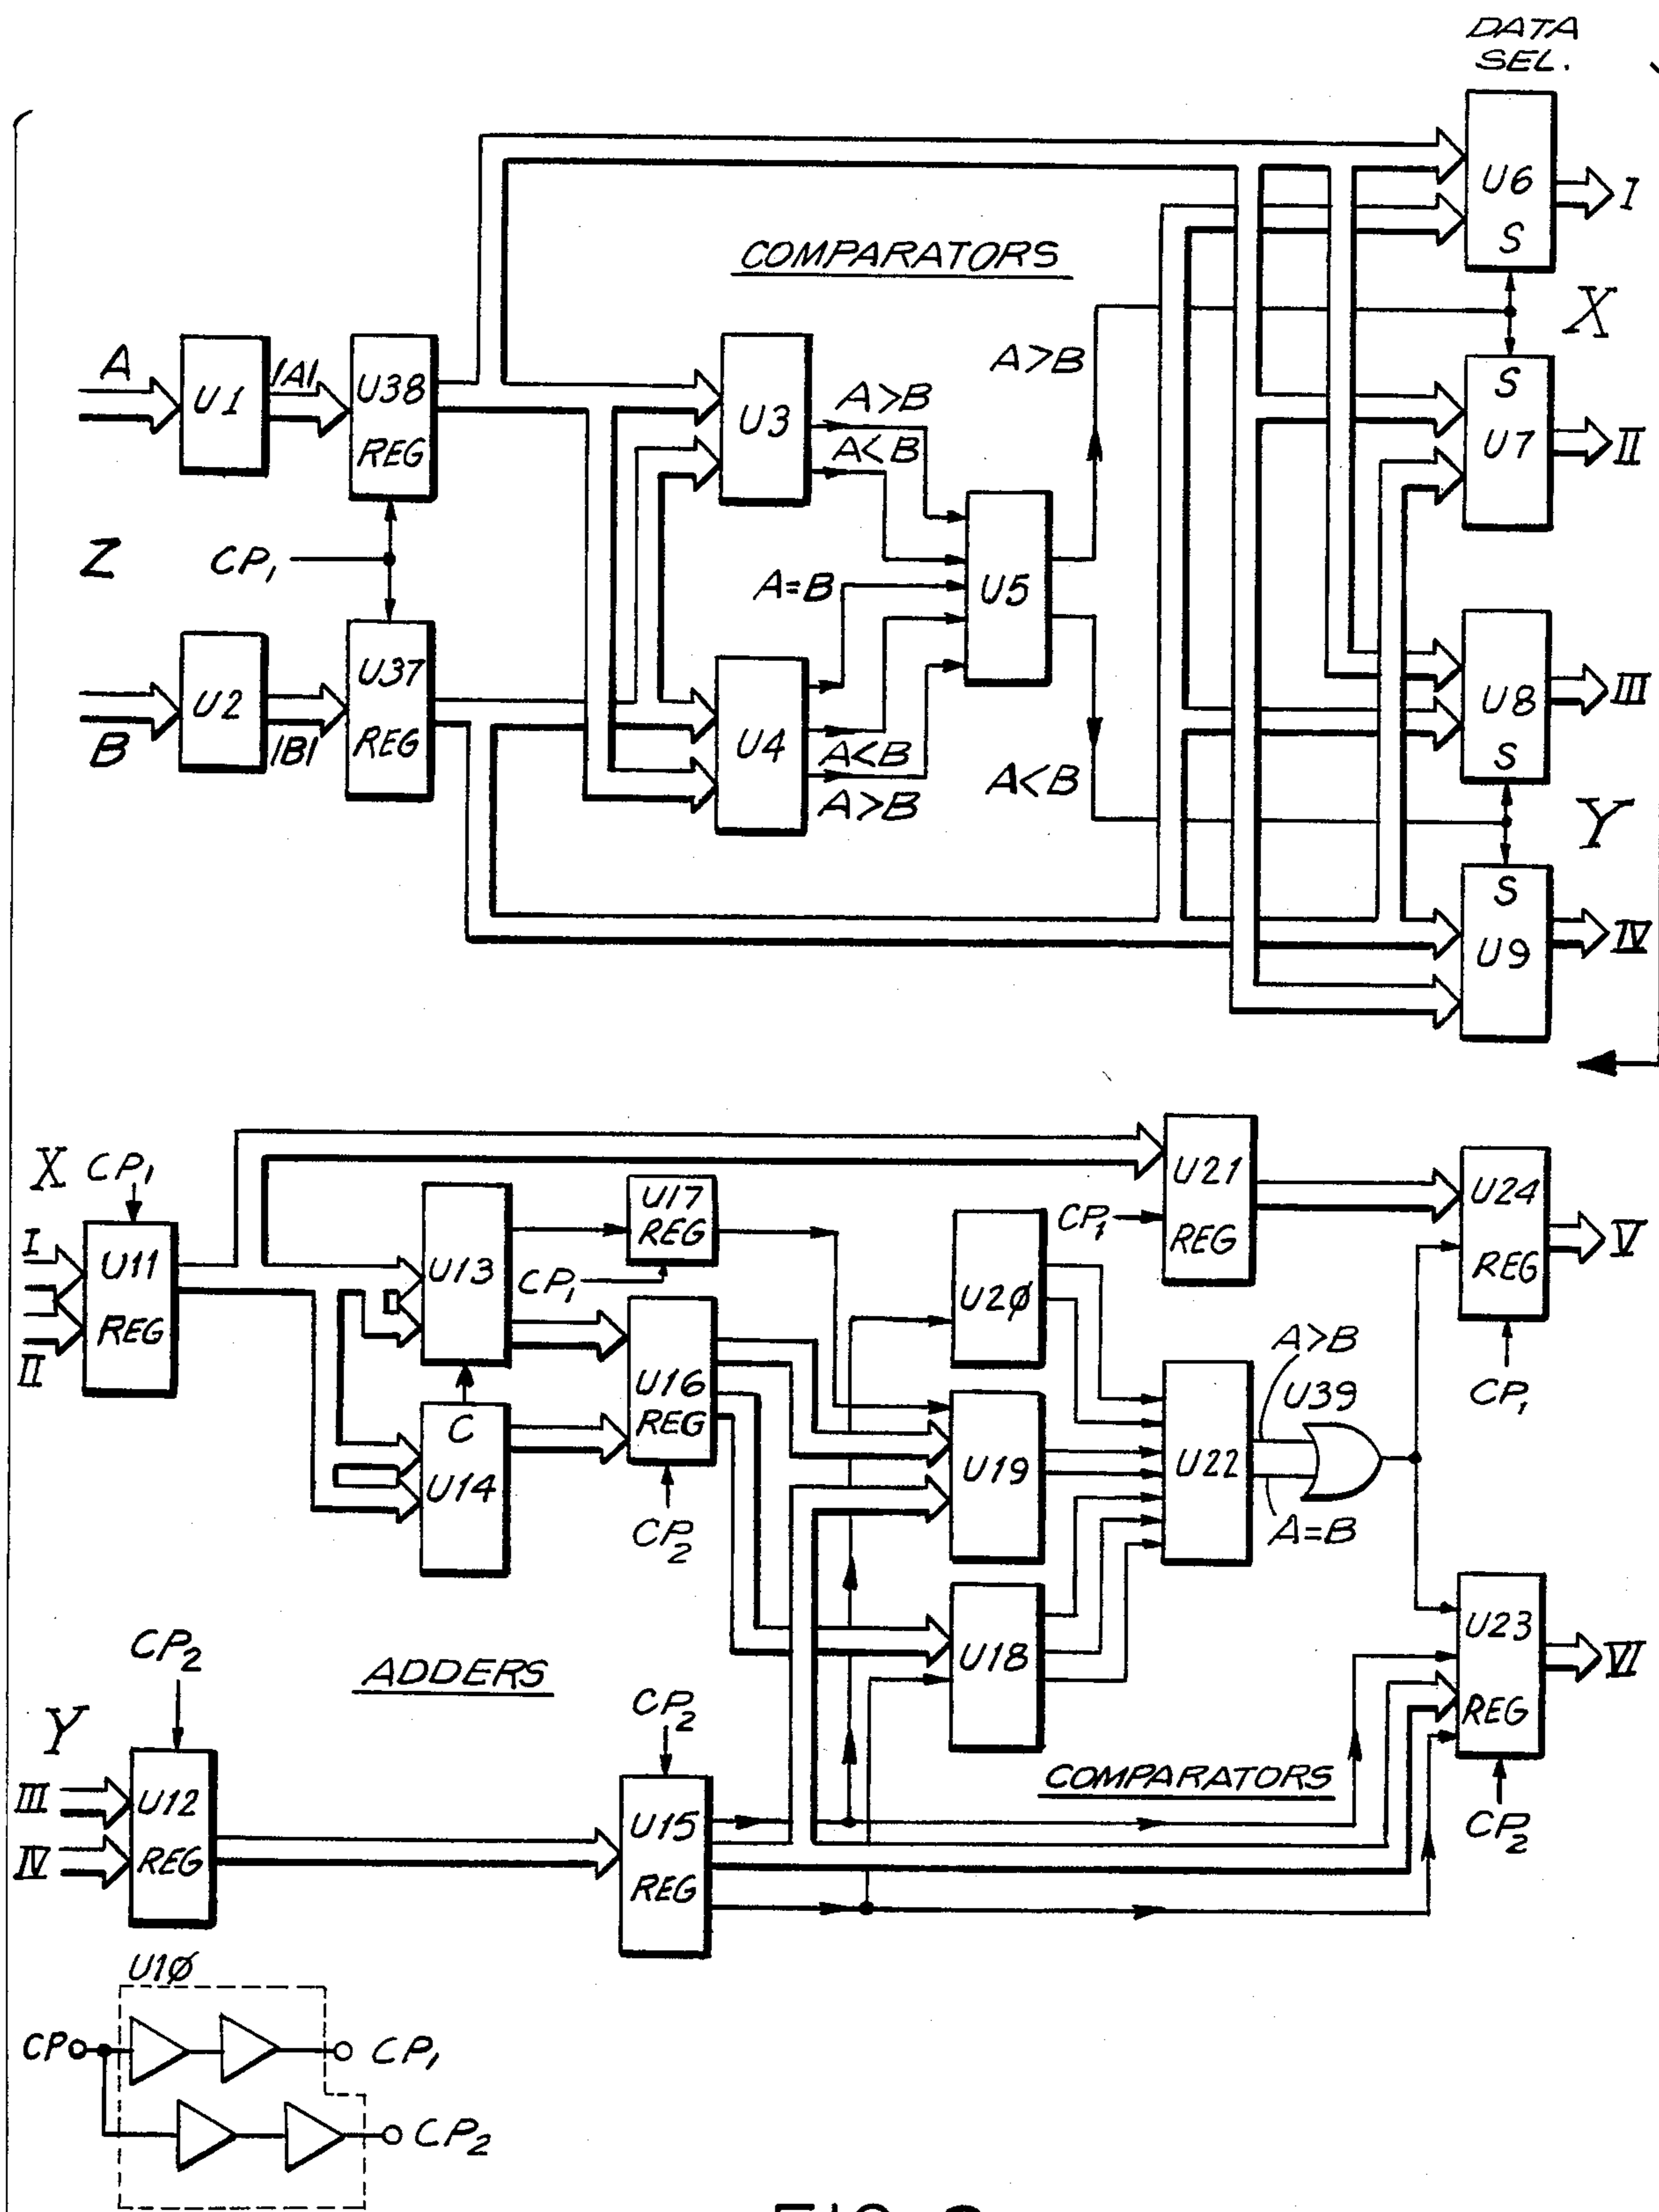 DATA
SEL.
U6
S
I
COMPARATORS
X
A
U1
|A|
U38
REG
U3
A>B
A<B
A>B
S
U7
II
Z
CP1
A=B
U5
B
U2
|B|
U37
REG
U4
A<B
A>B
A<B
U8
S
III
Y
S
U9
IV
X CP1
I
II
U11
REG
U13
CP1
U17
REG
U16
REG
CP2
C
U14
U20
U19
U18
CP1
U21
REG
U22
A>B
U39
A=B
U24
REG
CP1
V
CP2
ADDERS
Y
III
IV
U12
REG
CP2
U15
REG
COMPARATORS
U23
REG
CP2
VI
U10
CP
CP1
CP2